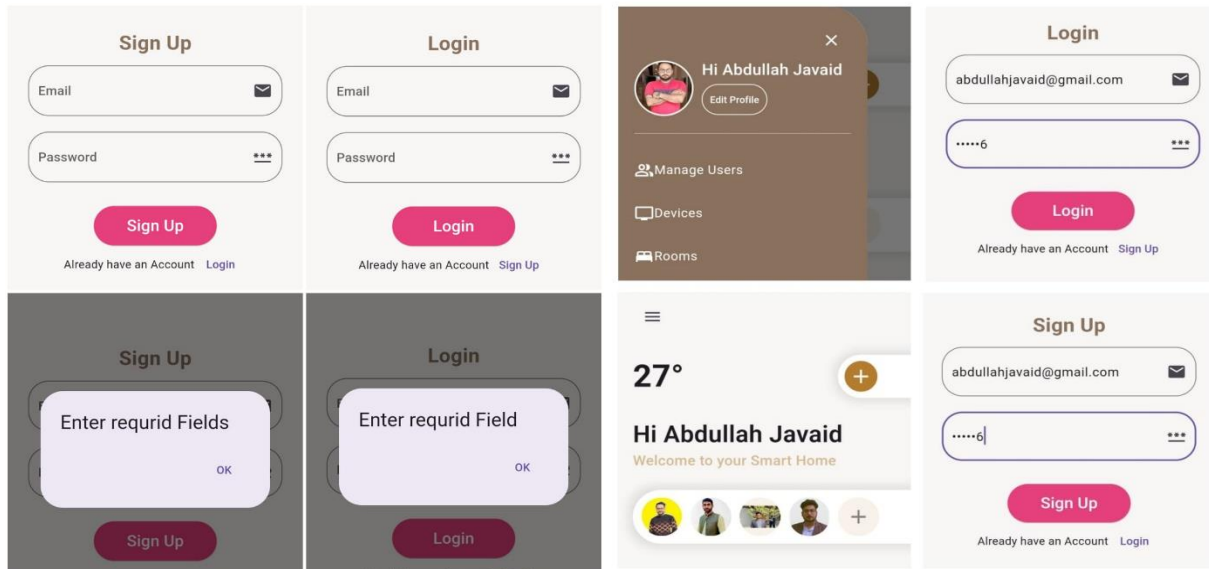 Sign Up
Email
Password
***
Sign Up
Already have an Account Login
Login
Email
Password
***
Login
Already have an Account Sign Up
Hi Abdullah Javaid
Edit Profile
Manage Users
Devices
Rooms
Login
abdullahjavaid@gmail.com
•••••6
***
Login
Already have an Account Sign Up
Sign Up
Enter requrid Fields
OK
Sign Up
Login
Enter requrid Field
OK
Login
27°
Hi Abdullah Javaid
Welcome to your Smart Home
Sign Up
abdullahjavaid@gmail.com
•••••6
***
Sign Up
Already have an Account Login